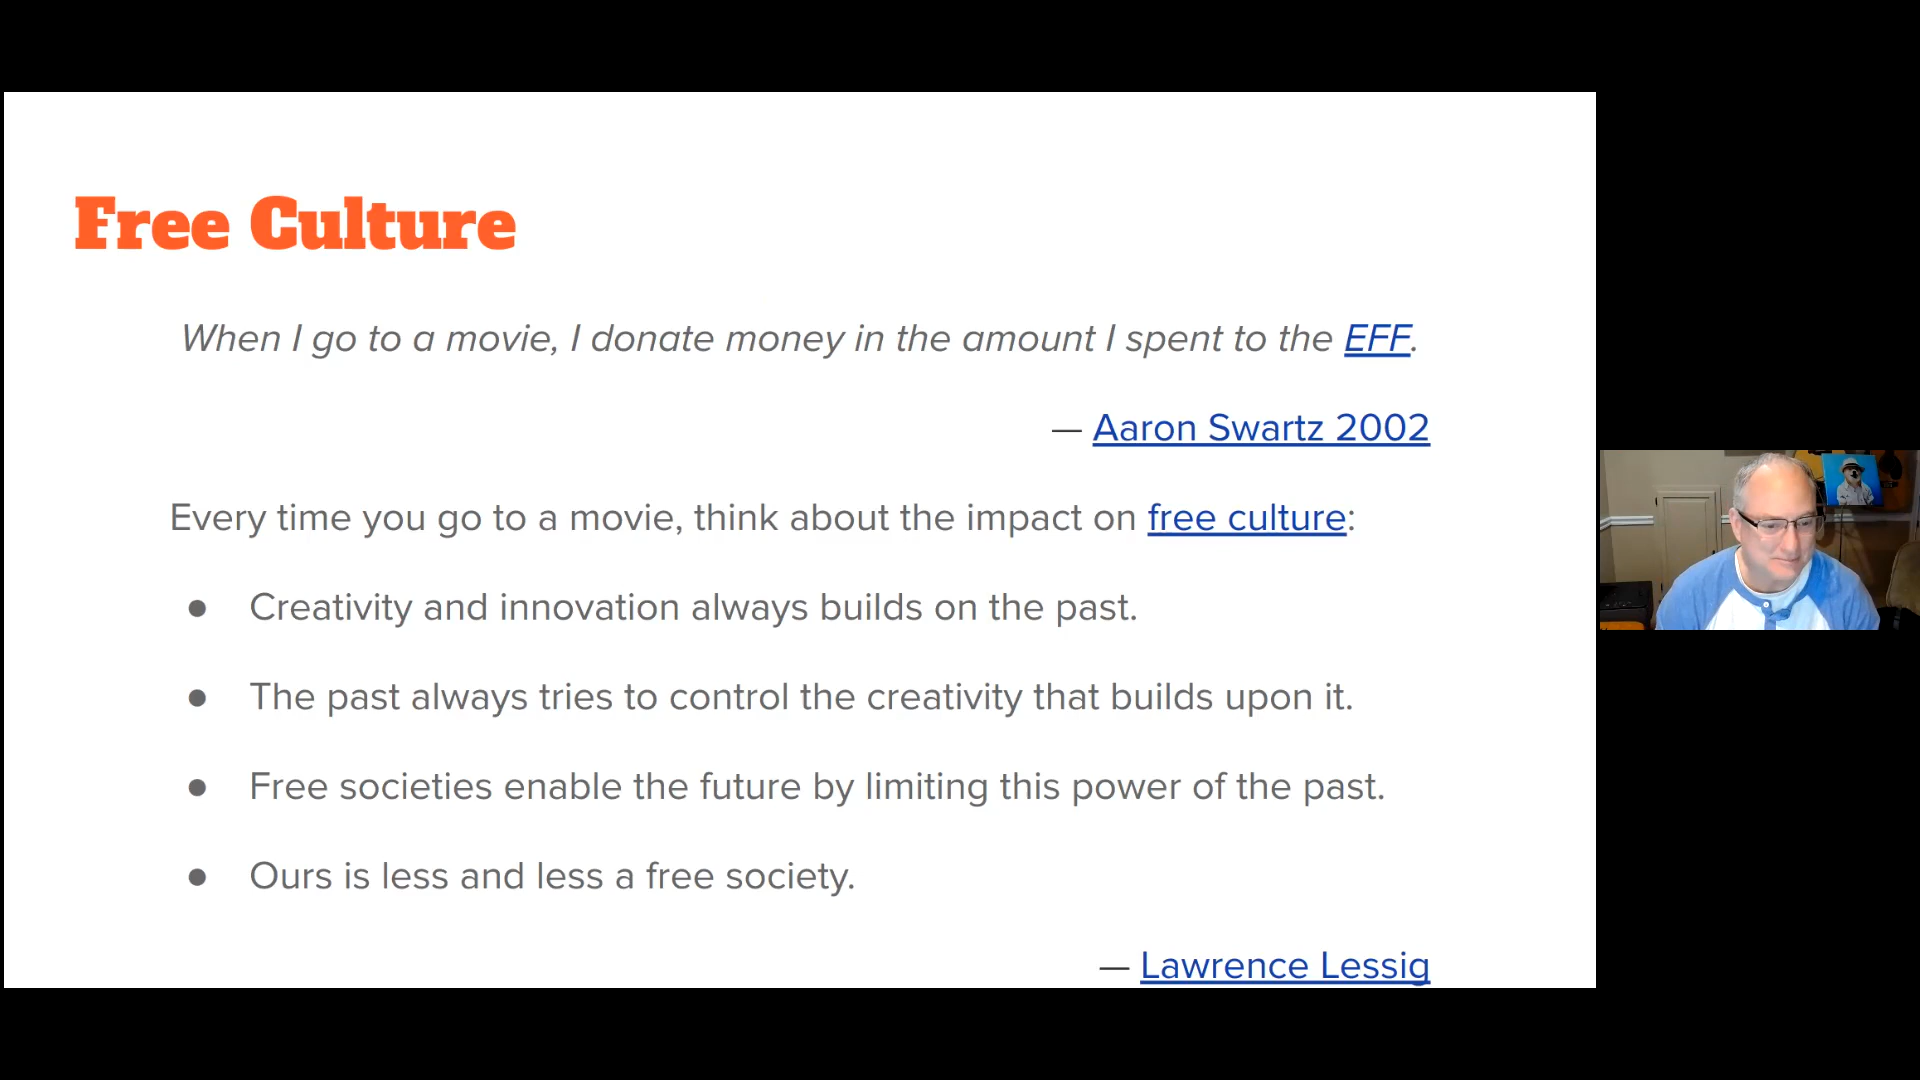 Free Culture
When I go to a movie, I donate money in the amount I spent to the EFF.
— Aaron Swartz 2002
Every time you go to a movie, think about the impact on free culture:
● Creativity and innovation always builds on the past.
● The past always tries to control the creativity that builds upon it.
● Free societies enable the future by limiting this power of the past.
● Ours is less and less a free society.
— Lawrence Lessig